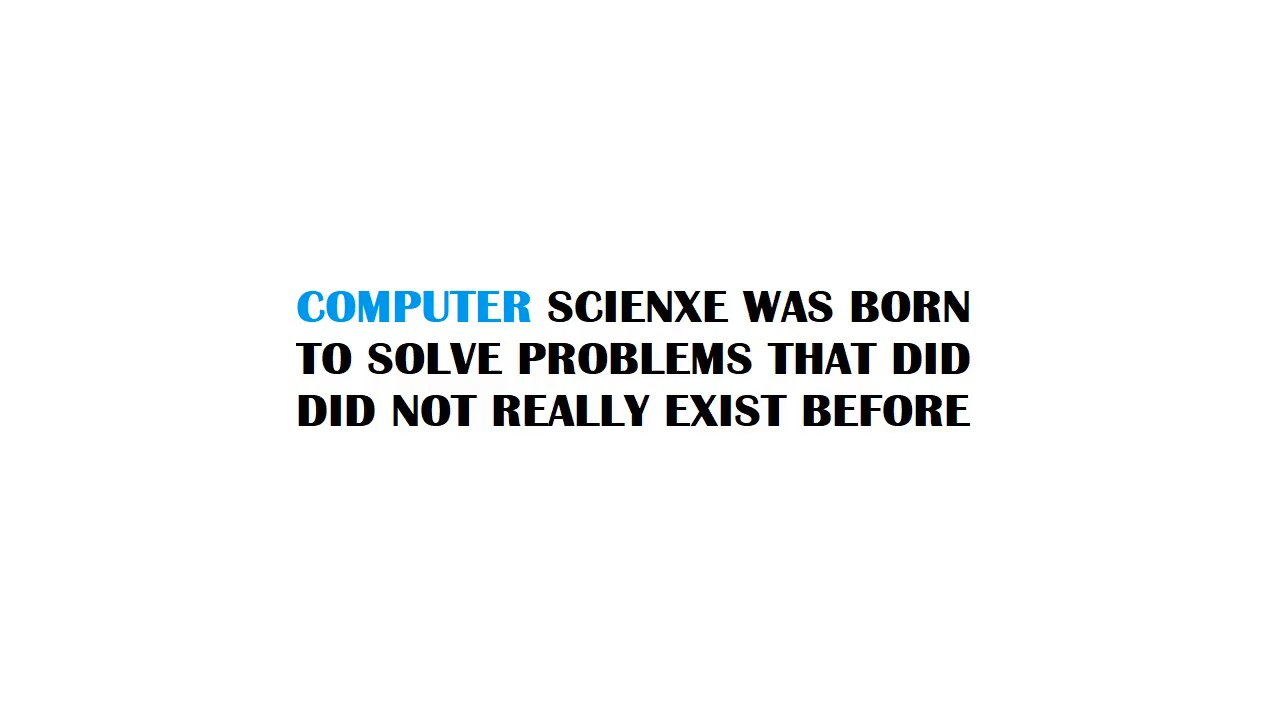 COMPUTER SCIENXE WAS BORN
TO SOLVE PROBLEMS THAT DID
DID NOT REALLY EXIST BEFORE